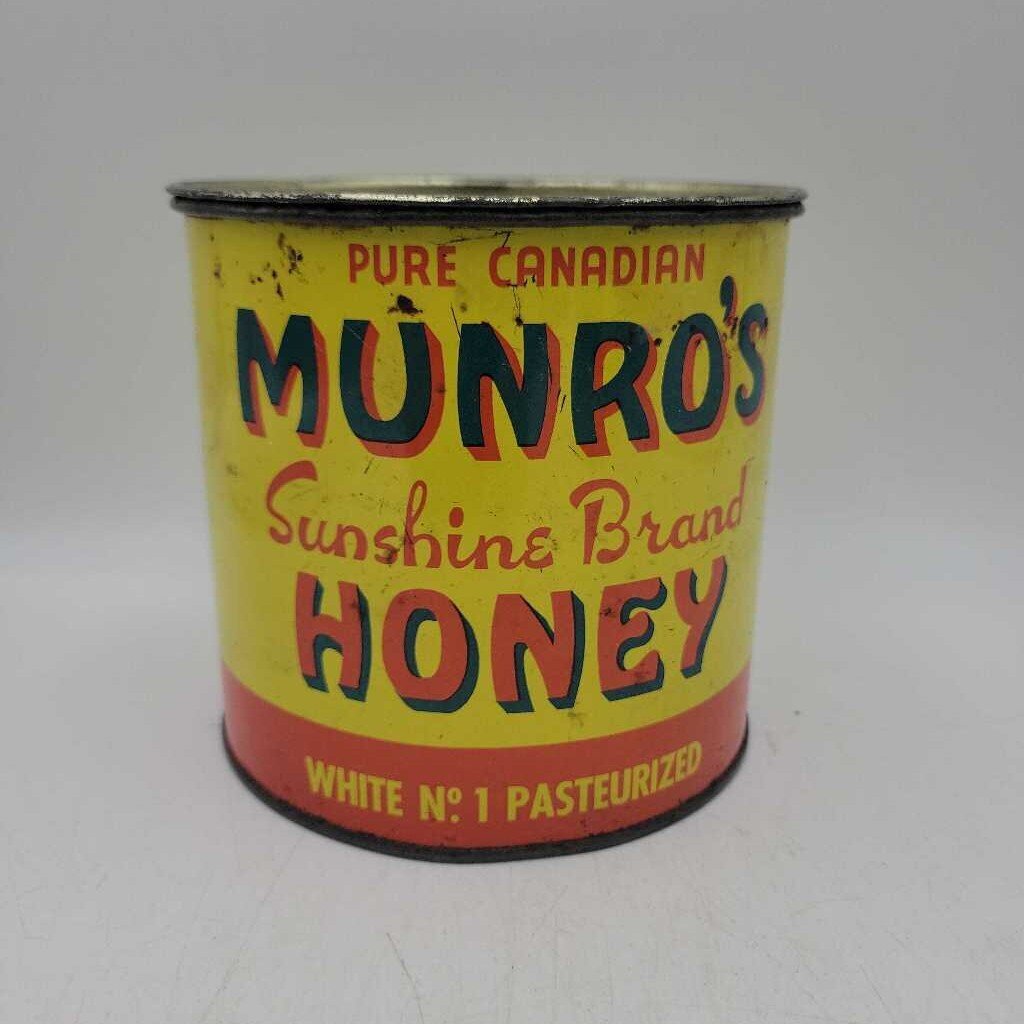 PURE CANADIAN
MUNRO'S
Sunshine Brand
HONEY
WHITE Nº 1 PASTEURIZED